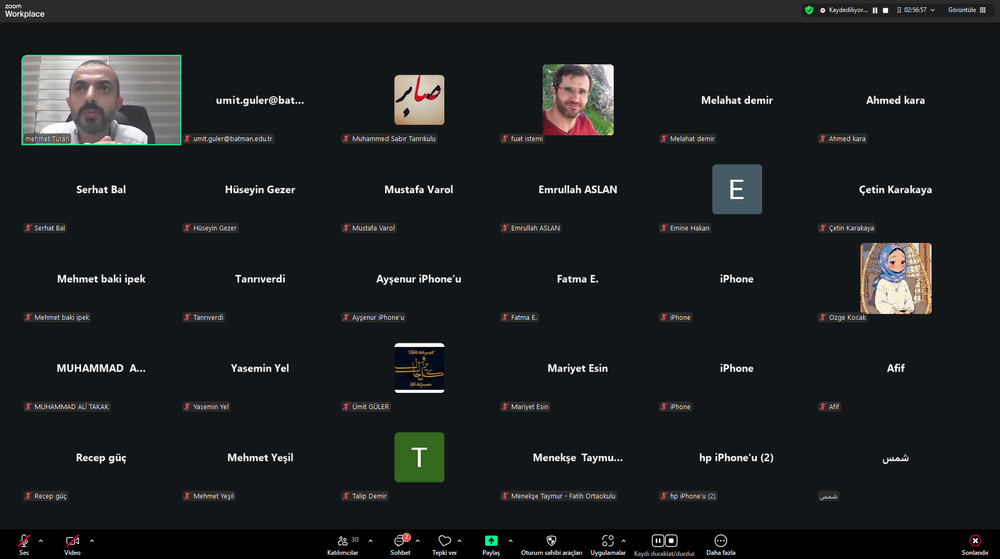 zoom
Workplace
Kaydediliyor...
02:56:57
Görüntüle
mehmet Turan
umit.guler@bat...
umit.guler@batman.edu.tr
صابر
Muhammed Sabır Tanrıkulu
fuat istemi
Melahat demir
Melahat demir
Ahmed kara
Ahmed kara
Serhat Bal
Serhat Bal
Hüseyin Gezer
Hüseyin Gezer
Mustafa Varol
Mustafa Varol
Emrullah ASLAN
Emrullah ASLAN
E
Emine Hakan
Çetin Karakaya
Çetin Karakaya
Mehmet baki ipek
Mehmet baki ipek
Tanrıverdi
Tanrıverdi
Ayşenur iPhone’u
Ayşenur iPhone'u
Fatma E.
Fatma E.
iPhone
iPhone
Ozge Kocak
MUHAMMAD A...
MUHAMMAD ALÎ TAKAK
Yasemin Yel
Yasemin Yel
Ümit GÜLER
Mariyet Esin
Mariyet Esin
iPhone
iPhone
Afif
Afif
Recep güç
Recep güç
Mehmet Yeşil
Mehmet Yeşil
T
Talip Demir
Menekşe Taymu...
Menekşe Taymur - Fatih Ortaokulu
hp iPhone'u (2)
hp iPhone'u (2)
شمس
شمس
Ses
Video
Katılımcılar
30
Sohbet
2
Tepki ver
Paylaş
Oturum sahibi araçları
Uygulamalar
Kaydı duraklat/durdur
Daha fazla
Sonlandır